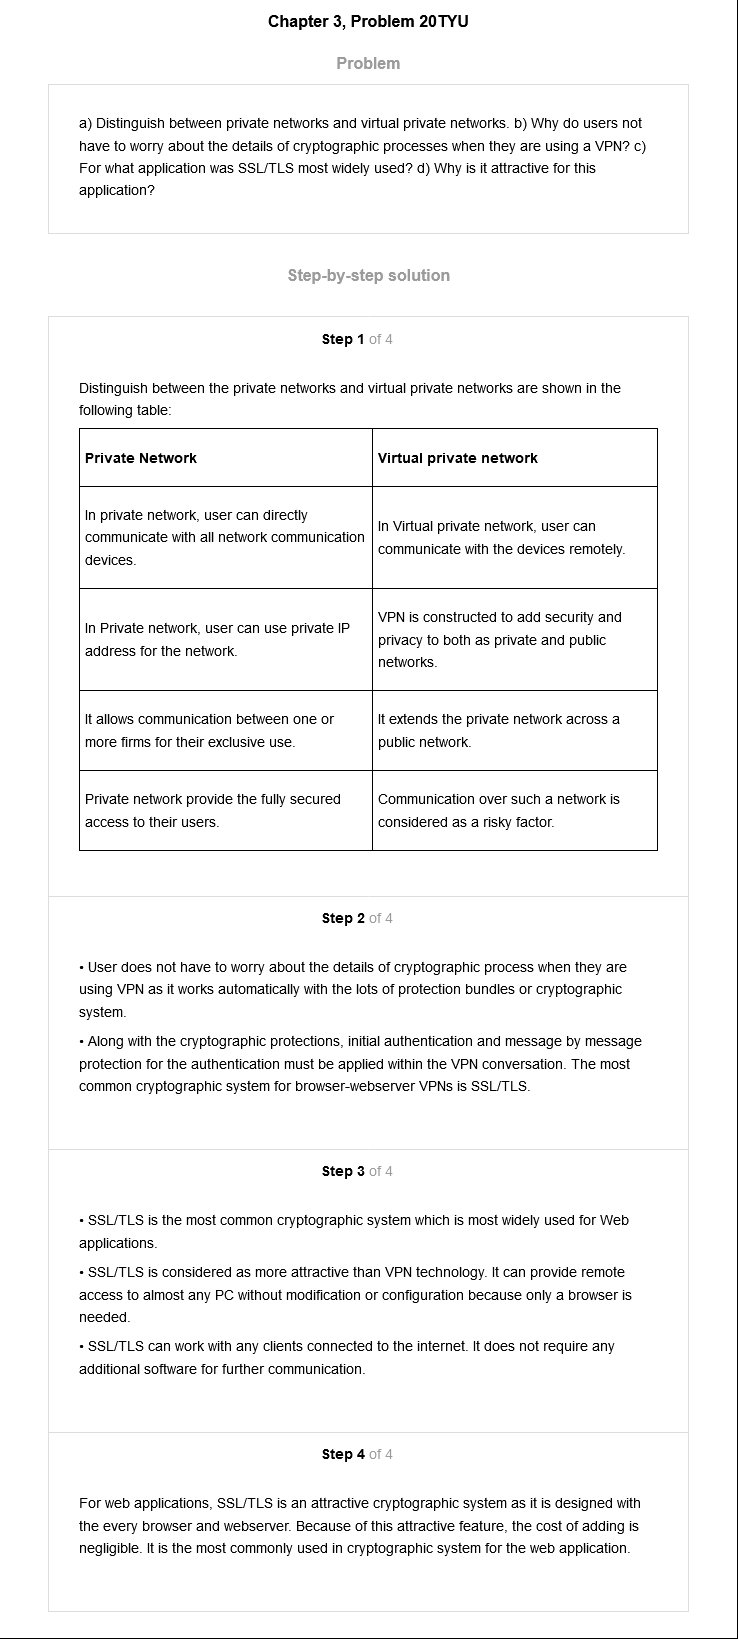 Chapter 3, Problem 20TYU
Problem
a) Distinguish between private networks and virtual private networks. b) Why do users not
have to worry about the details of cryptographic processes when they are using a VPN? c)
For what application was SSL/TLS most widely used? d) Why is it attractive for this
application?
Step-by-step solution
Step 1 of 4
Distinguish between the private networks and virtual private networks are shown in the
following table:
Private Network
Virtual private network
In private network, user can directly
communicate with all network communication
devices.
In Virtual private network, user can
communicate with the devices remotely.
In Private network, user can use private IP
address for the network.
VPN is constructed to add security and
privacy to both as private and public
networks.
It allows communication between one or
more firms for their exclusive use.
It extends the private network across a
public network.
Private network provide the fully secured
access to their users.
Communication over such a network is
considered as a risky factor.
Step 2 of 4
• User does not have to worry about the details of cryptographic process when they are
using VPN as it works automatically with the lots of protection bundles or cryptographic
system.
• Along with the cryptographic protections, initial authentication and message by message
protection for the authentication must be applied within the VPN conversation. The most
common cryptographic system for browser-webserver VPNs is SSL/TLS.
Step 3 of 4
• SSL/TLS is the most common cryptographic system which is most widely used for Web
applications.
• SSL/TLS is considered as more attractive than VPN technology. It can provide remote
access to almost any PC without modification or configuration because only a browser is
needed.
• SSL/TLS can work with any clients connected to the internet. It does not require any
additional software for further communication.
Step 4 of 4
For web applications, SSL/TLS is an attractive cryptographic system as it is designed with
the every browser and webserver. Because of this attractive feature, the cost of adding is
negligible. It is the most commonly used in cryptographic system for the web application.